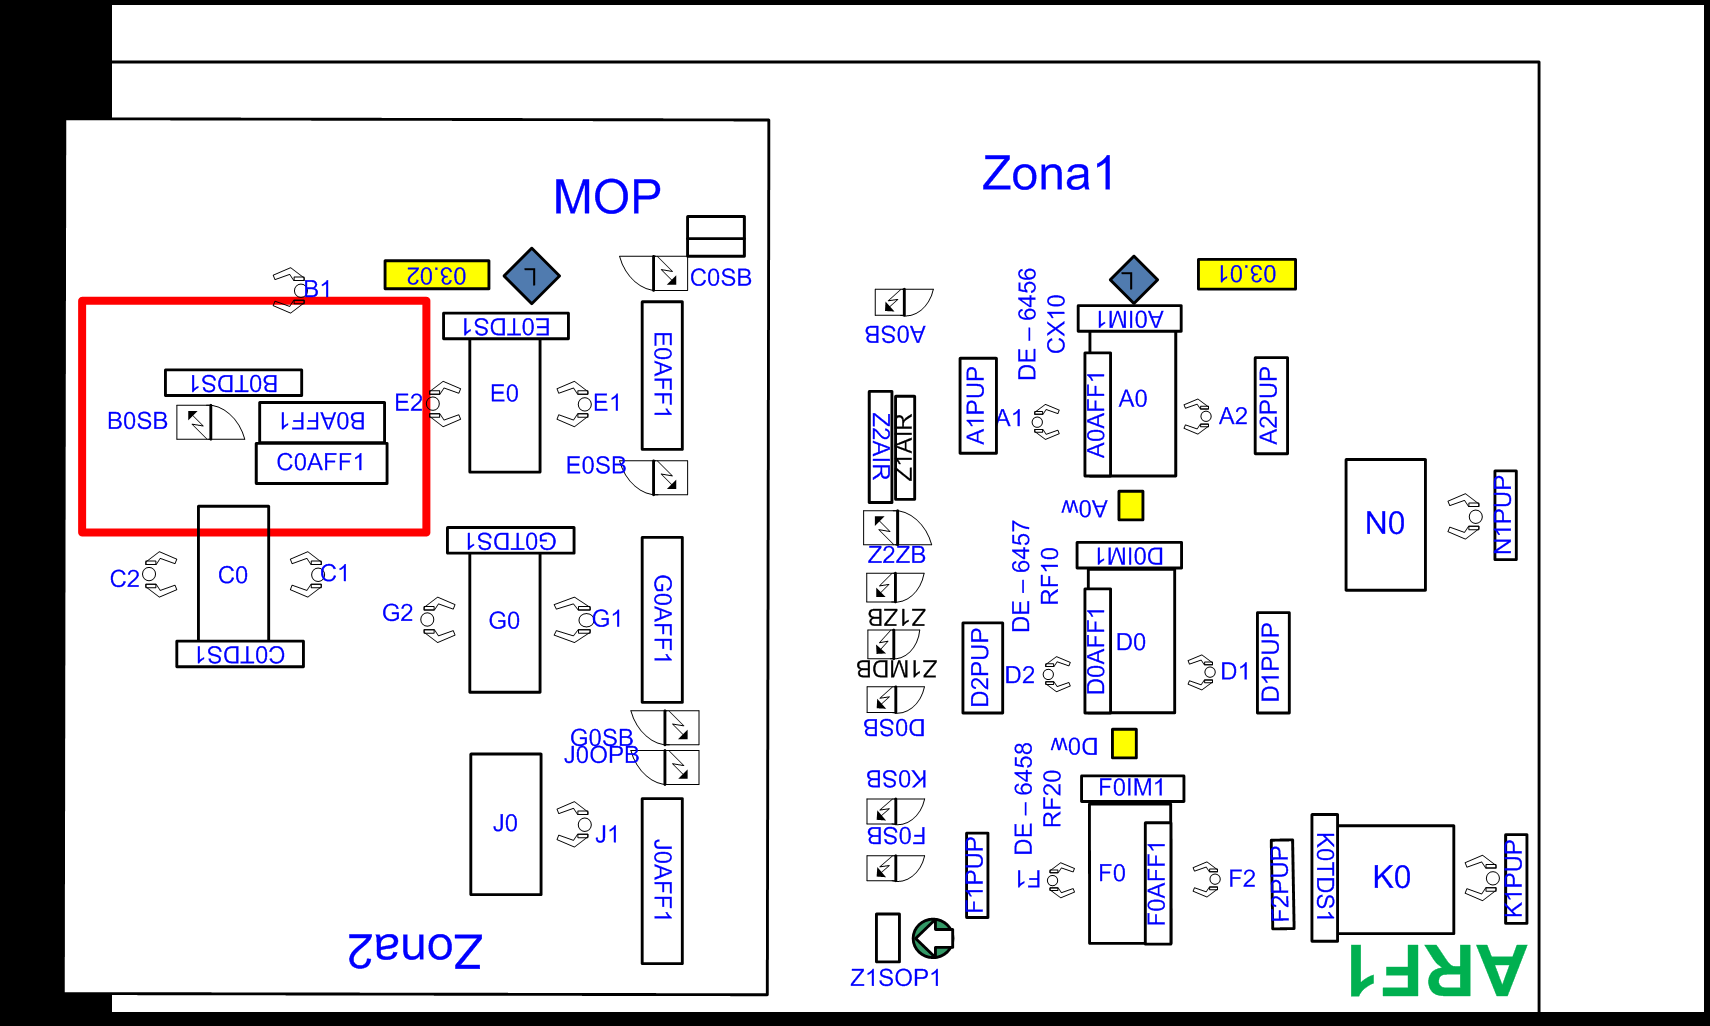 Zona1
MOP
03.02
L
C0SB
B1
E0TDS1
E0AFF1
B0TDS1
B0SB
B0AFF1
C0AFF1
E2
E0
E1
E0SB
C2
C0
C1
C0TDS1
G0TDS1
G2
G0
G1
G0AFF1
G0SB
J0OPB
J0
J1
J0AFF1
Zona2
A0SB
Z2AIR
Z1AIR
Z2ZB
Z1ZB
Z1MDB
D0SB
K0SB
F0SB
Z1SOP1
DE – 6456
CX10
L
03.01
A0IM1
A1PUP
A1
A0AFF1
A0
A2
A2PUP
A0w
DE – 6457
RF10
D0IM1
D2PUP
D2
D0AFF1
D0
D1
D1PUP
D0w
DE – 6458
RF20
F0IM1
F1PUP
F1
F0
F0AFF1
F2
F2PUP
N0
N1PUP
K0TDS1
K0
K1PUP
ARF1